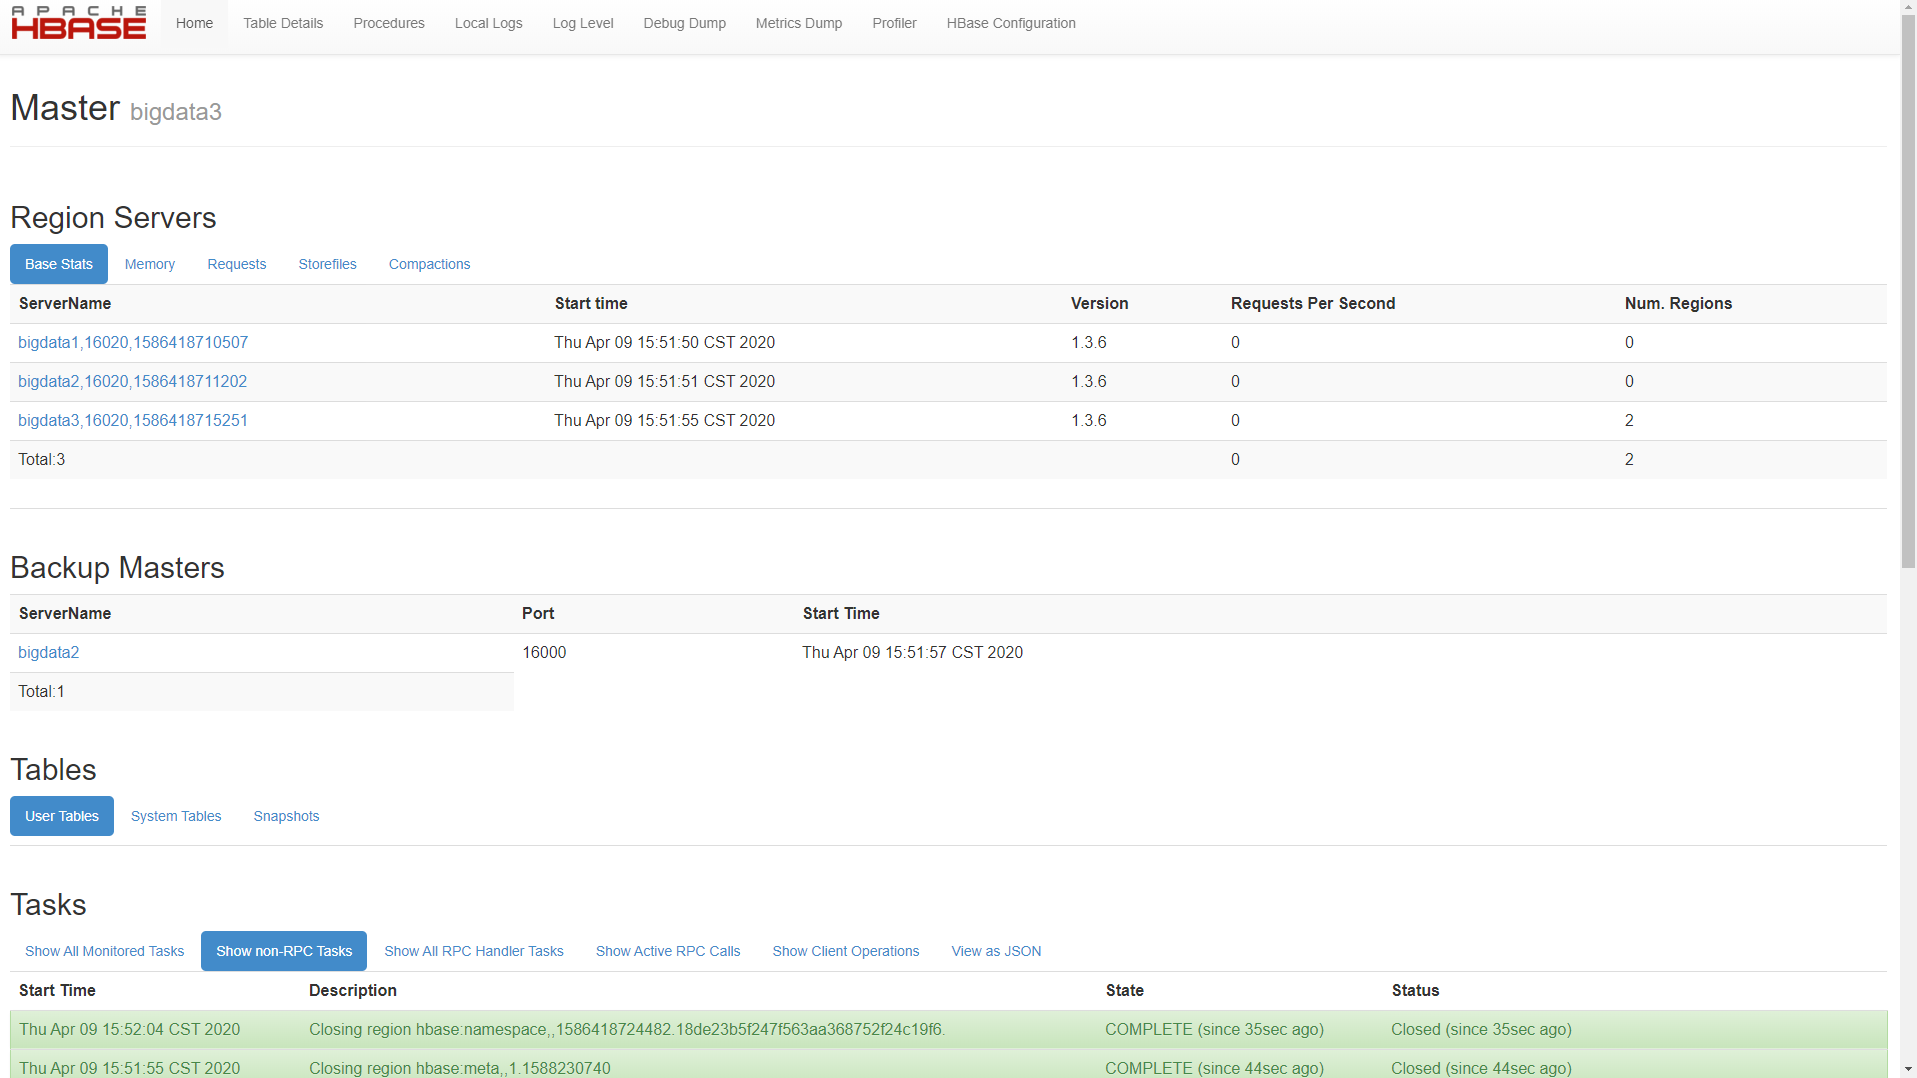 APACHE
HBASE
Home Table Details Procedures Local Logs Log Level Debug Dump Metrics Dump Profiler HBase Configuration
Master bigdata3
Region Servers
Base Stats Memory Requests Storefiles Compactions
ServerName Start time Version Requests Per Second Num. Regions
bigdata1,16020,1586418710507 Thu Apr 09 15:51:50 CST 2020 1.3.6 0 0
bigdata2,16020,1586418711202 Thu Apr 09 15:51:51 CST 2020 1.3.6 0 0
bigdata3,16020,1586418715251 Thu Apr 09 15:51:55 CST 2020 1.3.6 0 2
Total:3 0 2
Backup Masters
ServerName Port Start Time
bigdata2 16000 Thu Apr 09 15:51:57 CST 2020
Total:1
Tables
User Tables System Tables Snapshots
Tasks
Show All Monitored Tasks Show non-RPC Tasks Show All RPC Handler Tasks Show Active RPC Calls Show Client Operations View as JSON
Start Time Description State Status
Thu Apr 09 15:52:04 CST 2020 Closing region hbase:namespace,,1586418724482.18de23b5f247f563aa368752f24c19f6. COMPLETE (since 35sec ago) Closed (since 35sec ago)
Thu Apr 09 15:51:55 CST 2020 Closing region hbase:meta,,1.1588230740 COMPLETE (since 44sec ago) Closed (since 44sec ago)